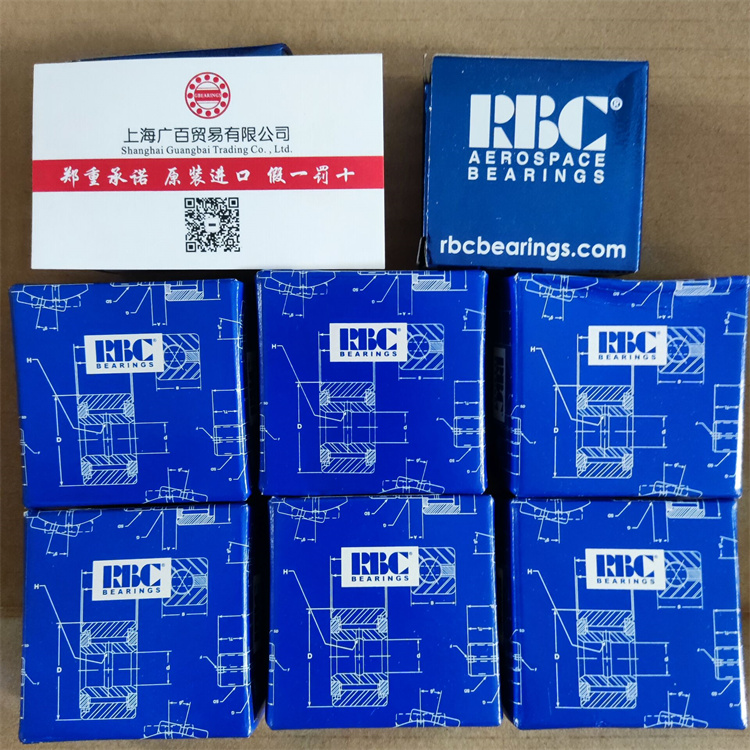 GBEARINGS
上海广百贸易有限公司
Shanghai Guangbai Trading Co., Ltd.
郑重承诺 原装进口 假一罚十
RBC®
AEROSPACE
BEARINGS
rbcbearings.com
RBC®
BEARINGS
RBC®
BEARINGS
RBC®
BEARINGS
RBC®
BEARINGS
RBC®
BEARINGS
RBC®
BEARINGS